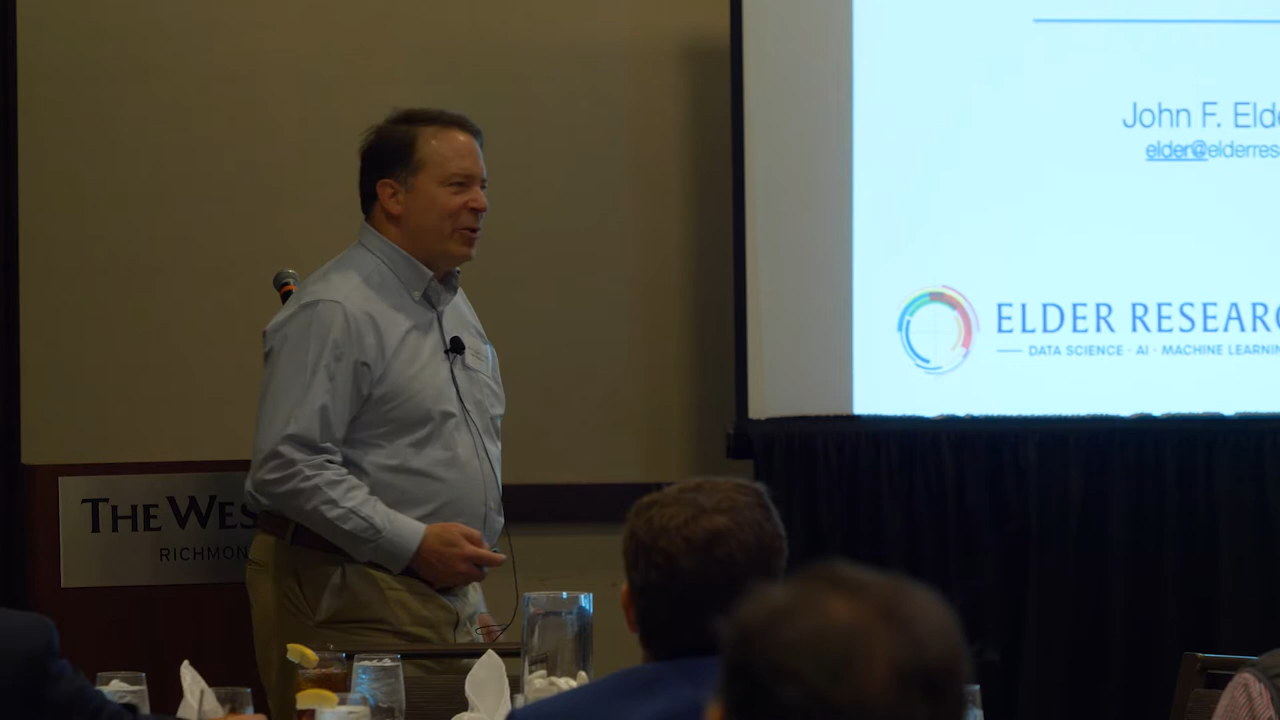 John F. Elde
elder@elderres
ELDER RESEARC
DATA SCIENCE · AI · MACHINE LEARNIN
THE WES
RICHMON